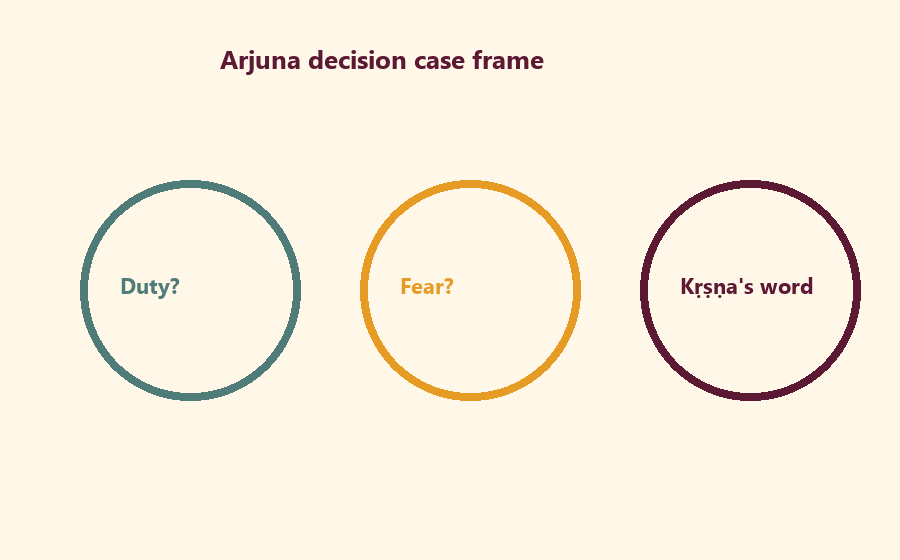 Arjuna decision case frame
Duty?
Fear?
Kṛṣṇa's word